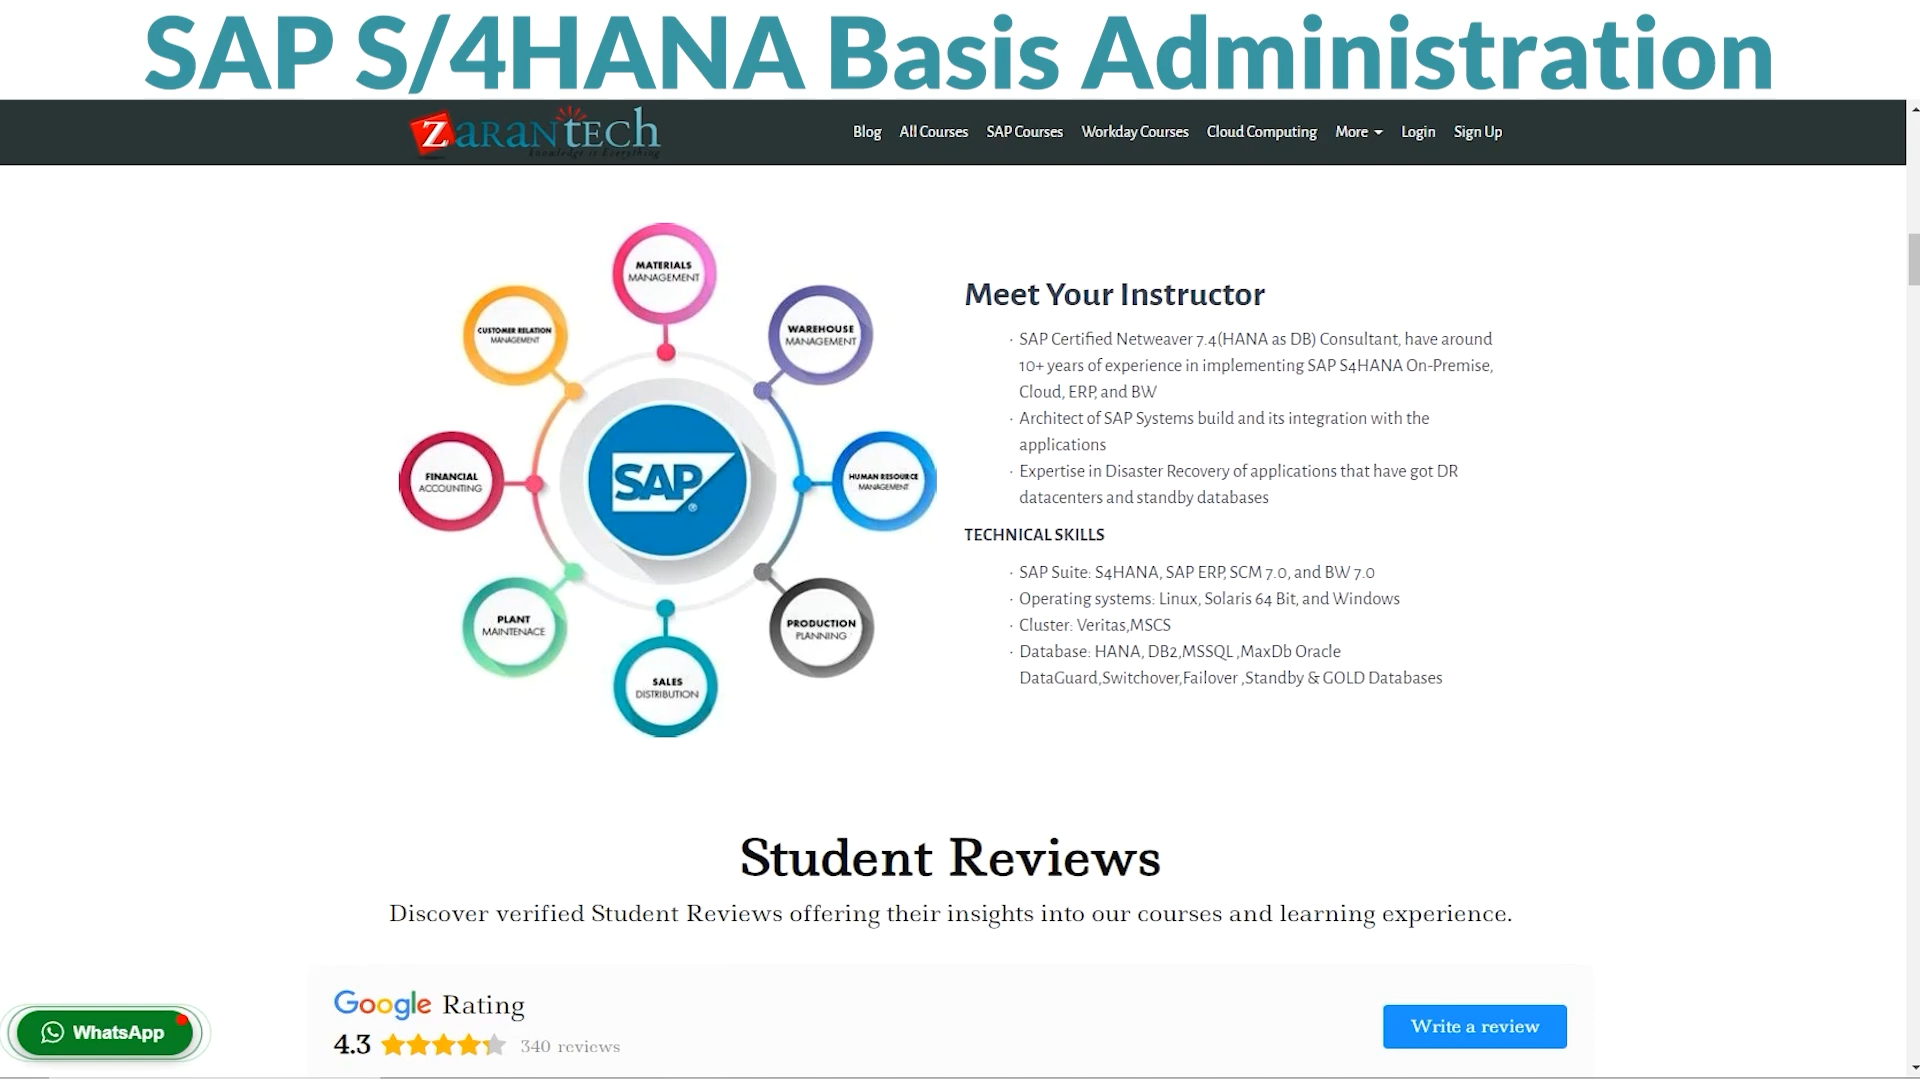 SAP S/4HANA Basis Administration
ZaranTech
Knowledge is Everything
Blog All Courses SAP Courses Workday Courses Cloud Computing More Login Sign Up
MATERIALS
MANAGEMENT
CUSTOMER RELATION
MANAGEMENT
WAREHOUSE
MANAGEMENT
FINANCIAL
ACCOUNTING
SAP
®
HUMAN RESOURCE
MANAGEMENT
PLANT
MAINTENACE
PRODUCTION
PLANNING
SALES
DISTRIBUTION
Meet Your Instructor
· SAP Certified Netweaver 7.4(HANA as DB) Consultant, have around
10+ years of experience in implementing SAP S4HANA On-Premise,
Cloud, ERP, and BW
· Architect of SAP Systems build and its integration with the
applications
· Expertise in Disaster Recovery of applications that have got DR
datacenters and standby databases
TECHNICAL SKILLS
· SAP Suite: S4HANA, SAP ERP, SCM 7.0, and BW 7.0
· Operating systems: Linux, Solaris 64 Bit, and Windows
· Cluster: Veritas,MSCS
· Database: HANA, DB2,MSSQL ,MaxDb Oracle
DataGuard,Switchover,Failover ,Standby & GOLD Databases
Student Reviews
Discover verified Student Reviews offering their insights into our courses and learning experience.
Google Rating
4.3 340 reviews
Write a review
WhatsApp